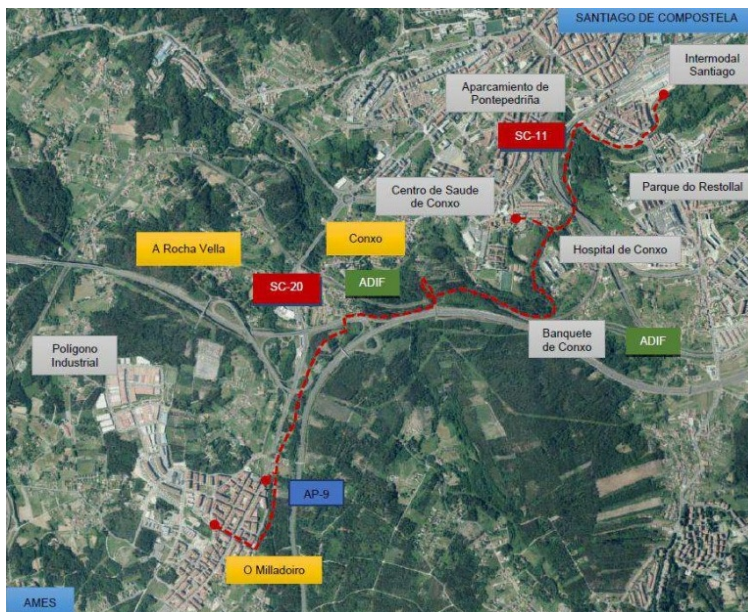 SANTIAGO DE COMPOSTELA
Intermodal
Santiago
Aparcamiento de
Pontepedriña
SC-11
Parque do Restollal
Centro de Saude
de Conxo
Conxo
A Rocha Vella
Hospital de Conxo
SC-20
ADIF
Banquete
de Conxo
ADIF
Polígono
Industrial
AP-9
O Milladoiro
AMES